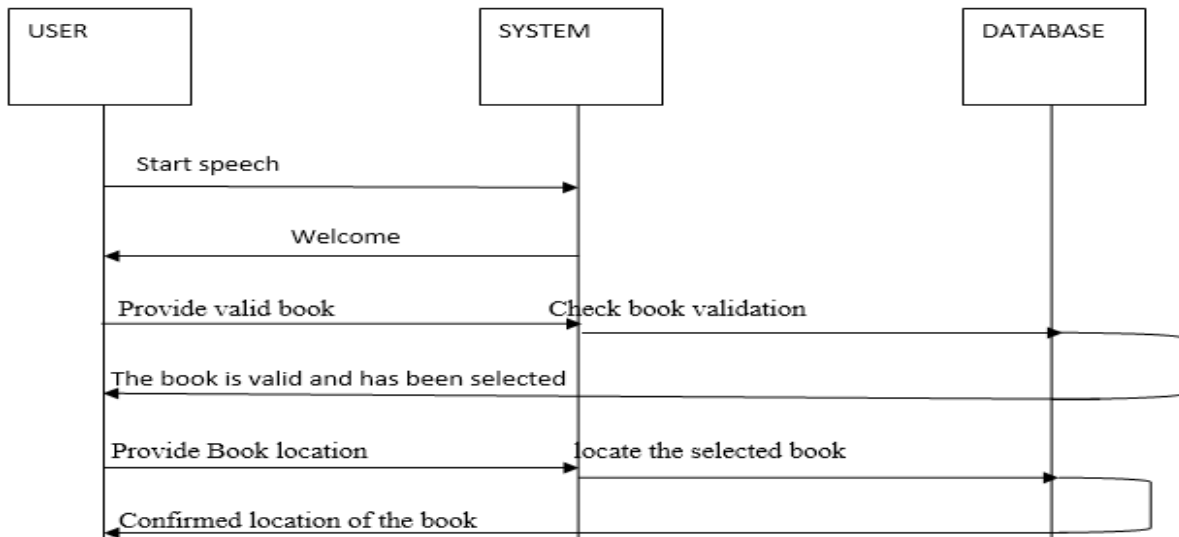 USER
SYSTEM
DATABASE
Start speech
Welcome
Provide valid book
Check book validation
The book is valid and has been selected
Provide Book location
locate the selected book
Confirmed location of the book